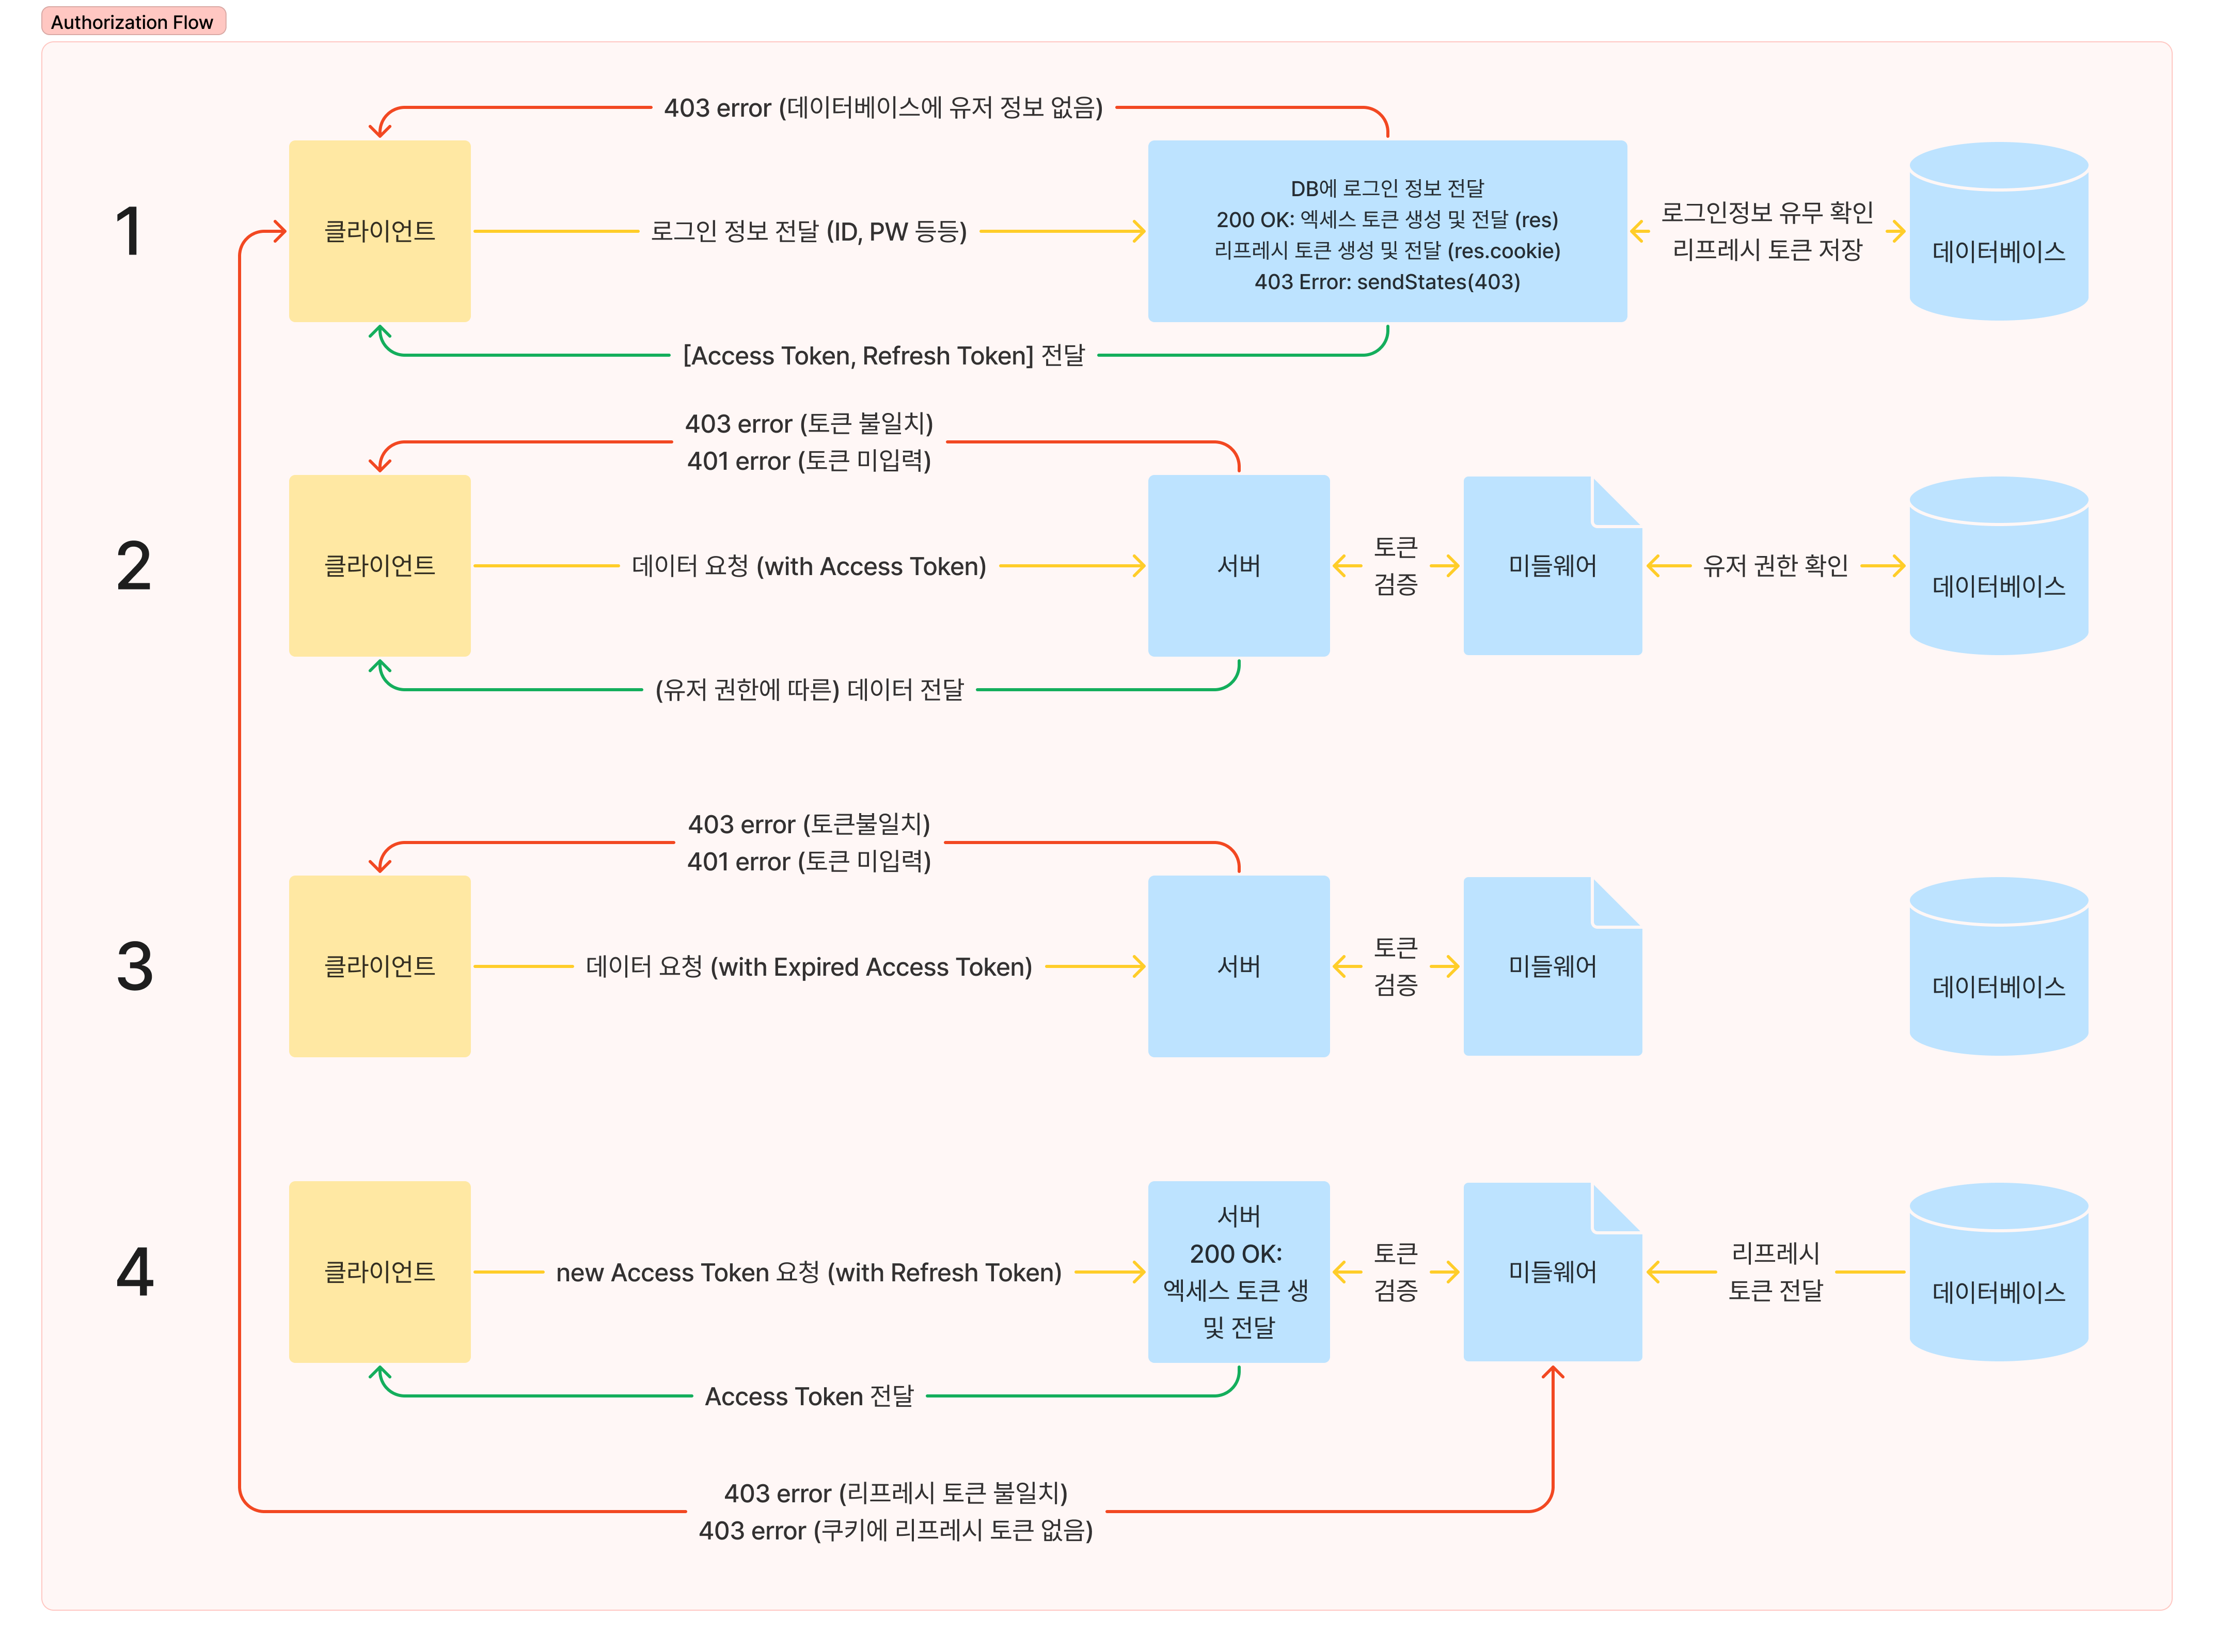 Authorization Flow
403 error (데이터베이스에 유저 정보 없음)
1
클라이언트
로그인 정보 전달 (ID, PW 등등)
DB에 로그인 정보 전달
200 OK: 엑세스 토큰 생성 및 전달 (res)
리프레시 토큰 생성 및 전달 (res.cookie)
403 Error: sendStates(403)
로그인정보 유무 확인
리프레시 토큰 저장
데이터베이스
[Access Token, Refresh Token] 전달
403 error (토큰 불일치)
401 error (토큰 미입력)
2
클라이언트
데이터 요청 (with Access Token)
서버
토큰
검증
미들웨어
유저 권한 확인
데이터베이스
(유저 권한에 따른) 데이터 전달
403 error (토큰불일치)
401 error (토큰 미입력)
3
클라이언트
데이터 요청 (with Expired Access Token)
서버
토큰
검증
미들웨어
데이터베이스
4
클라이언트
new Access Token 요청 (with Refresh Token)
서버
200 OK:
엑세스 토큰 생
및 전달
토큰
검증
미들웨어
리프레시
토큰 전달
데이터베이스
Access Token 전달
403 error (리프레시 토큰 불일치)
403 error (쿠키에 리프레시 토큰 없음)